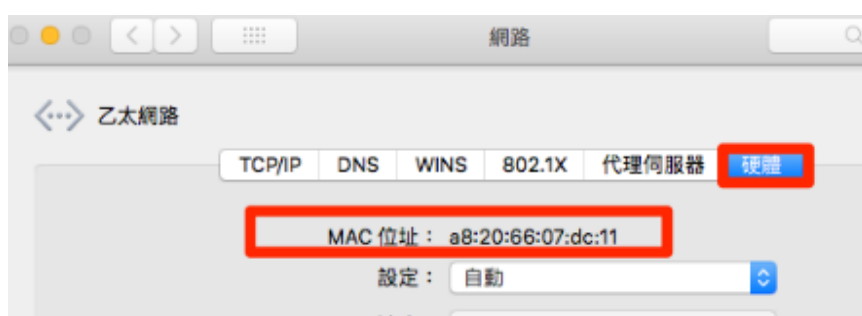 網路
乙太網路
TCP/IP DNS WINS 802.1X 代理伺服器 硬體
MAC 位址： a8:20:66:07:dc:11
設定： 自動